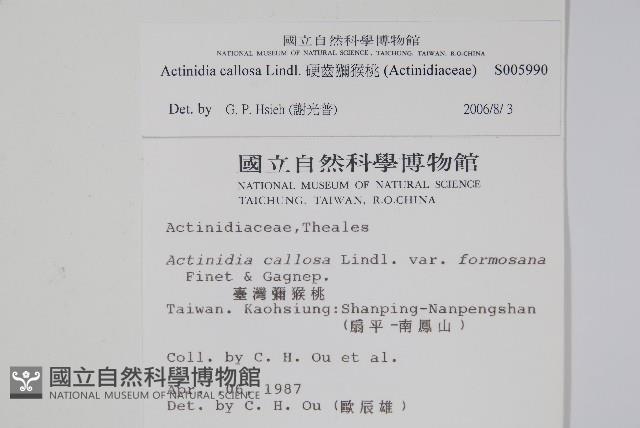 國立自然科學博物館
NATIONAL MUSEUM OF NATURAL SCIENCE, TAICHUNG, TAIWAN, R.O.CHINA
Actinidia callosa Lindl. 硬齒獼猴桃 (Actinidiaceae) S005990
Det. by G. P. Hsieh (謝光普) 2006/8/3
國立自然科學博物館
NATIONAL MUSEUM OF NATURAL SCIENCE
TAICHUNG, TAIWAN, R.O.CHINA
Actinidiaceae,Theales
Actinidia callosa Lindl. var. formosana
Finet & Gagnep.
臺灣獼猴桃
Taiwan. Kaohsiung:Shanping-Nanpengshan
(扇平-南鳳山)
Coll. by C. H. Ou et al.
Apr. 06, 1987
Det. by C. H. Ou (歐辰雄)
國立自然科學博物館
NATIONAL MUSEUM OF NATURAL SCIENCE